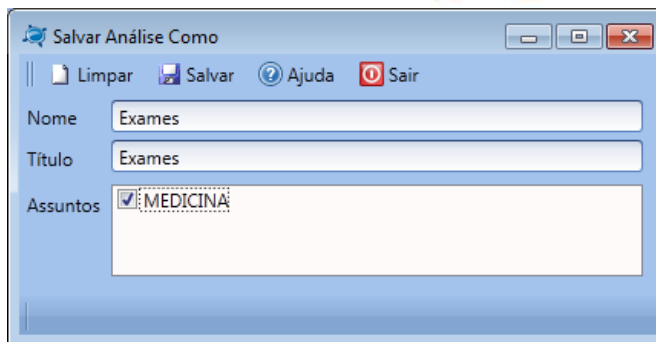 Salvar Análise Como
Limpar Salvar Ajuda Sair
Nome Exames
Título Exames
Assuntos MEDICINA